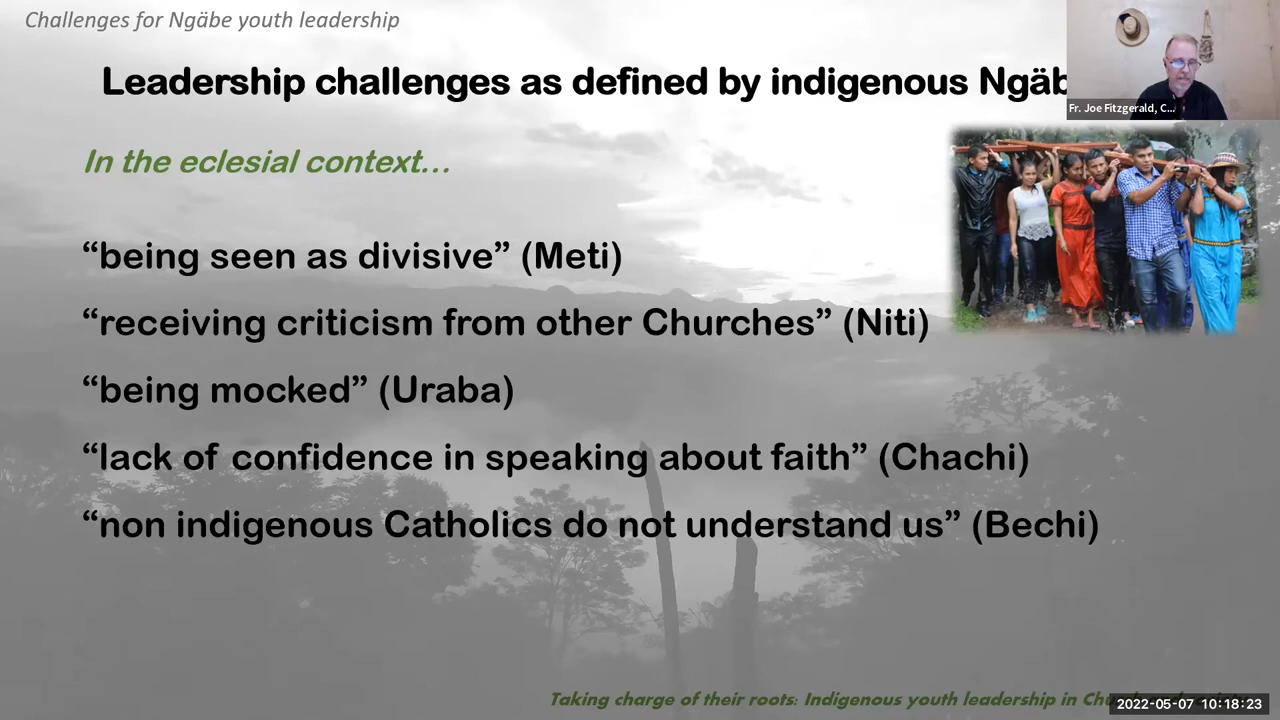 Challenges for Ngäbe youth leadership
Leadership challenges as defined by indigenous
Fr. Joe Fitzgerald, C...
In the eclesial context...
“being seen as divisive” (Meti)
“receiving criticism from other Churches” (Niti)
“being mocked” (Uraba)
“lack of confidence in speaking about faith” (Chachi)
“non indigenous Catholics do not understand us” (Bechi)
Taking charge of their roots: Indigenous youth leadership in
2022-05-07 10:18:23